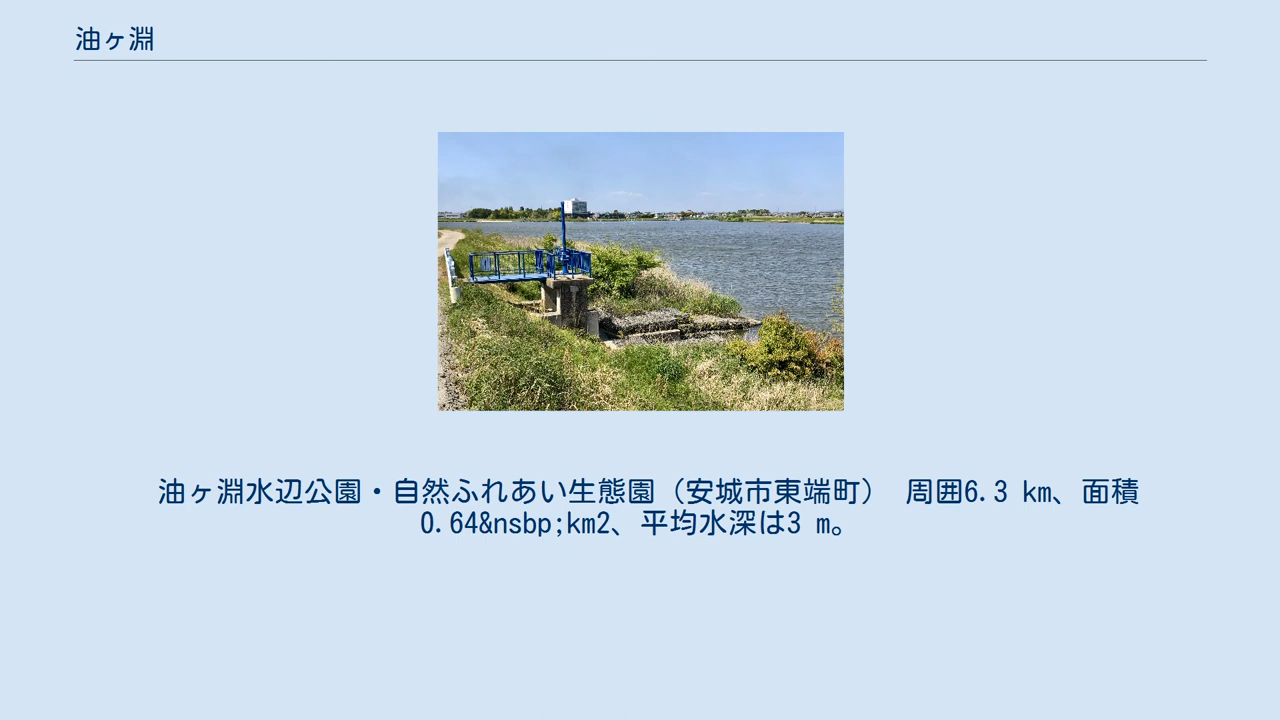 油ヶ淵
油ヶ淵水辺公園・自然ふれあい生態園（安城市東端町） 周囲6.3 km、面積
0.64&nsbp;km2、平均水深は3 m。